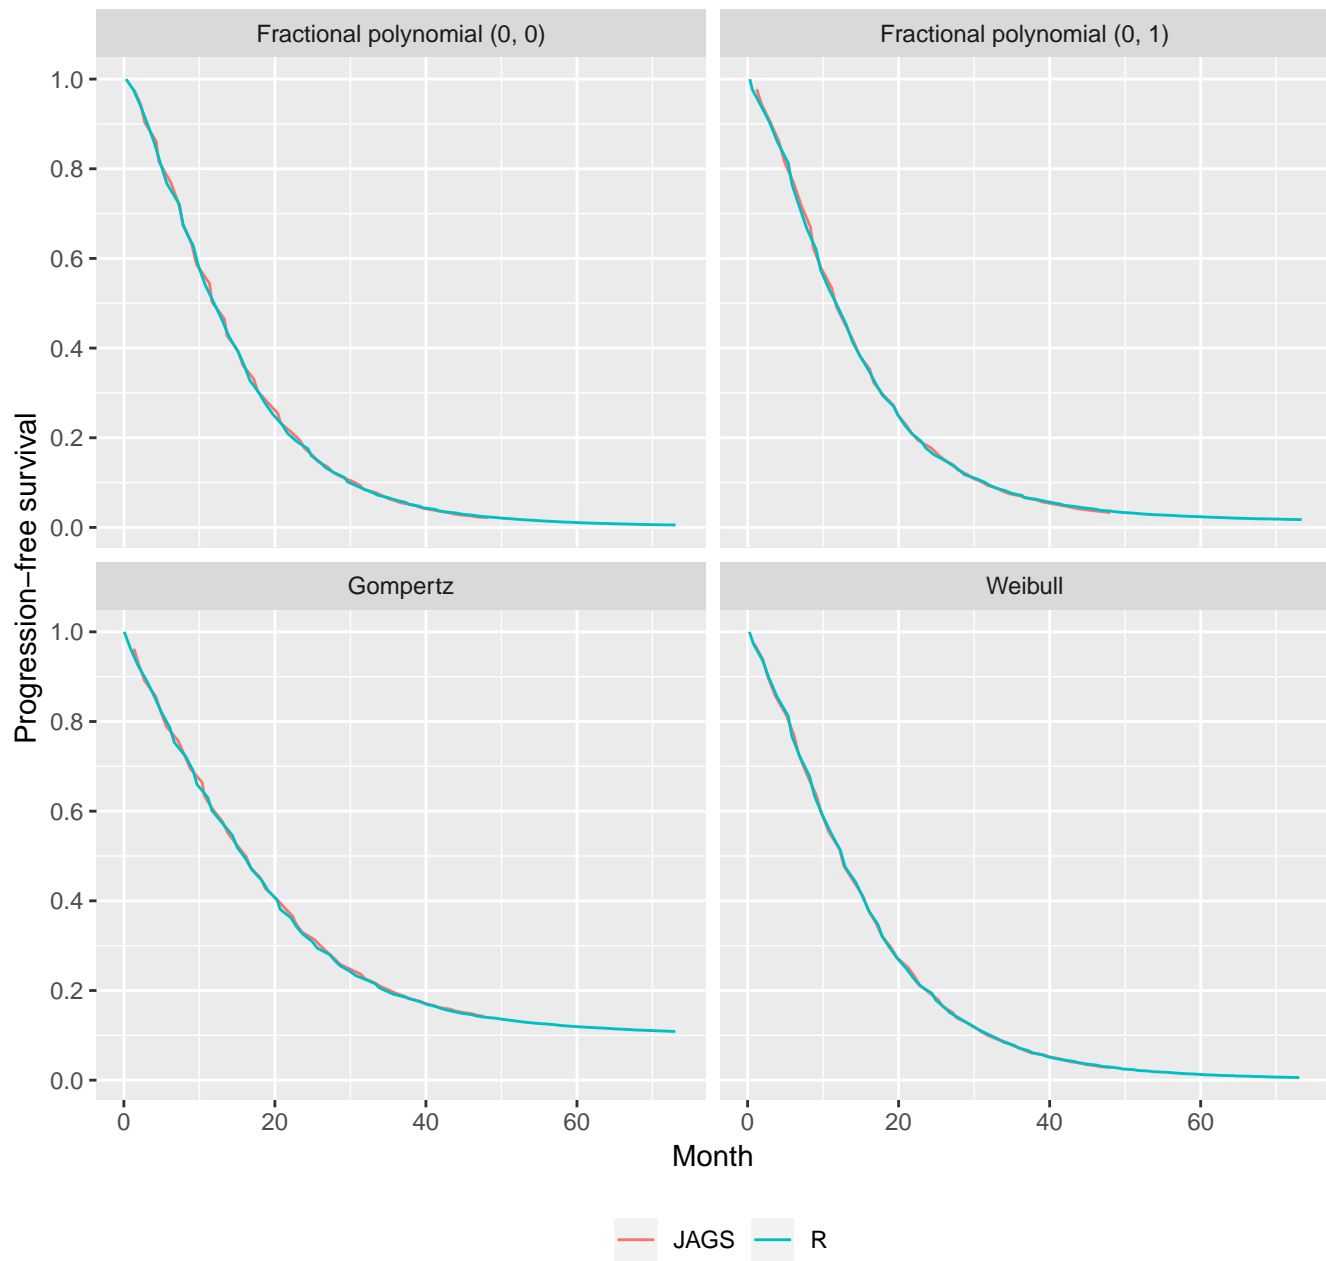 Fractional polynomial (0, 0)
Fractional polynomial (0, 1)
1.0
0.8
0.6
0.4
0.2
0.0
Gompertz
Weibull
1.0
0.8
0.6
0.4
0.2
0.0
Progression−free survival
0
20
40
60
0
20
40
60
Month
JAGS
R